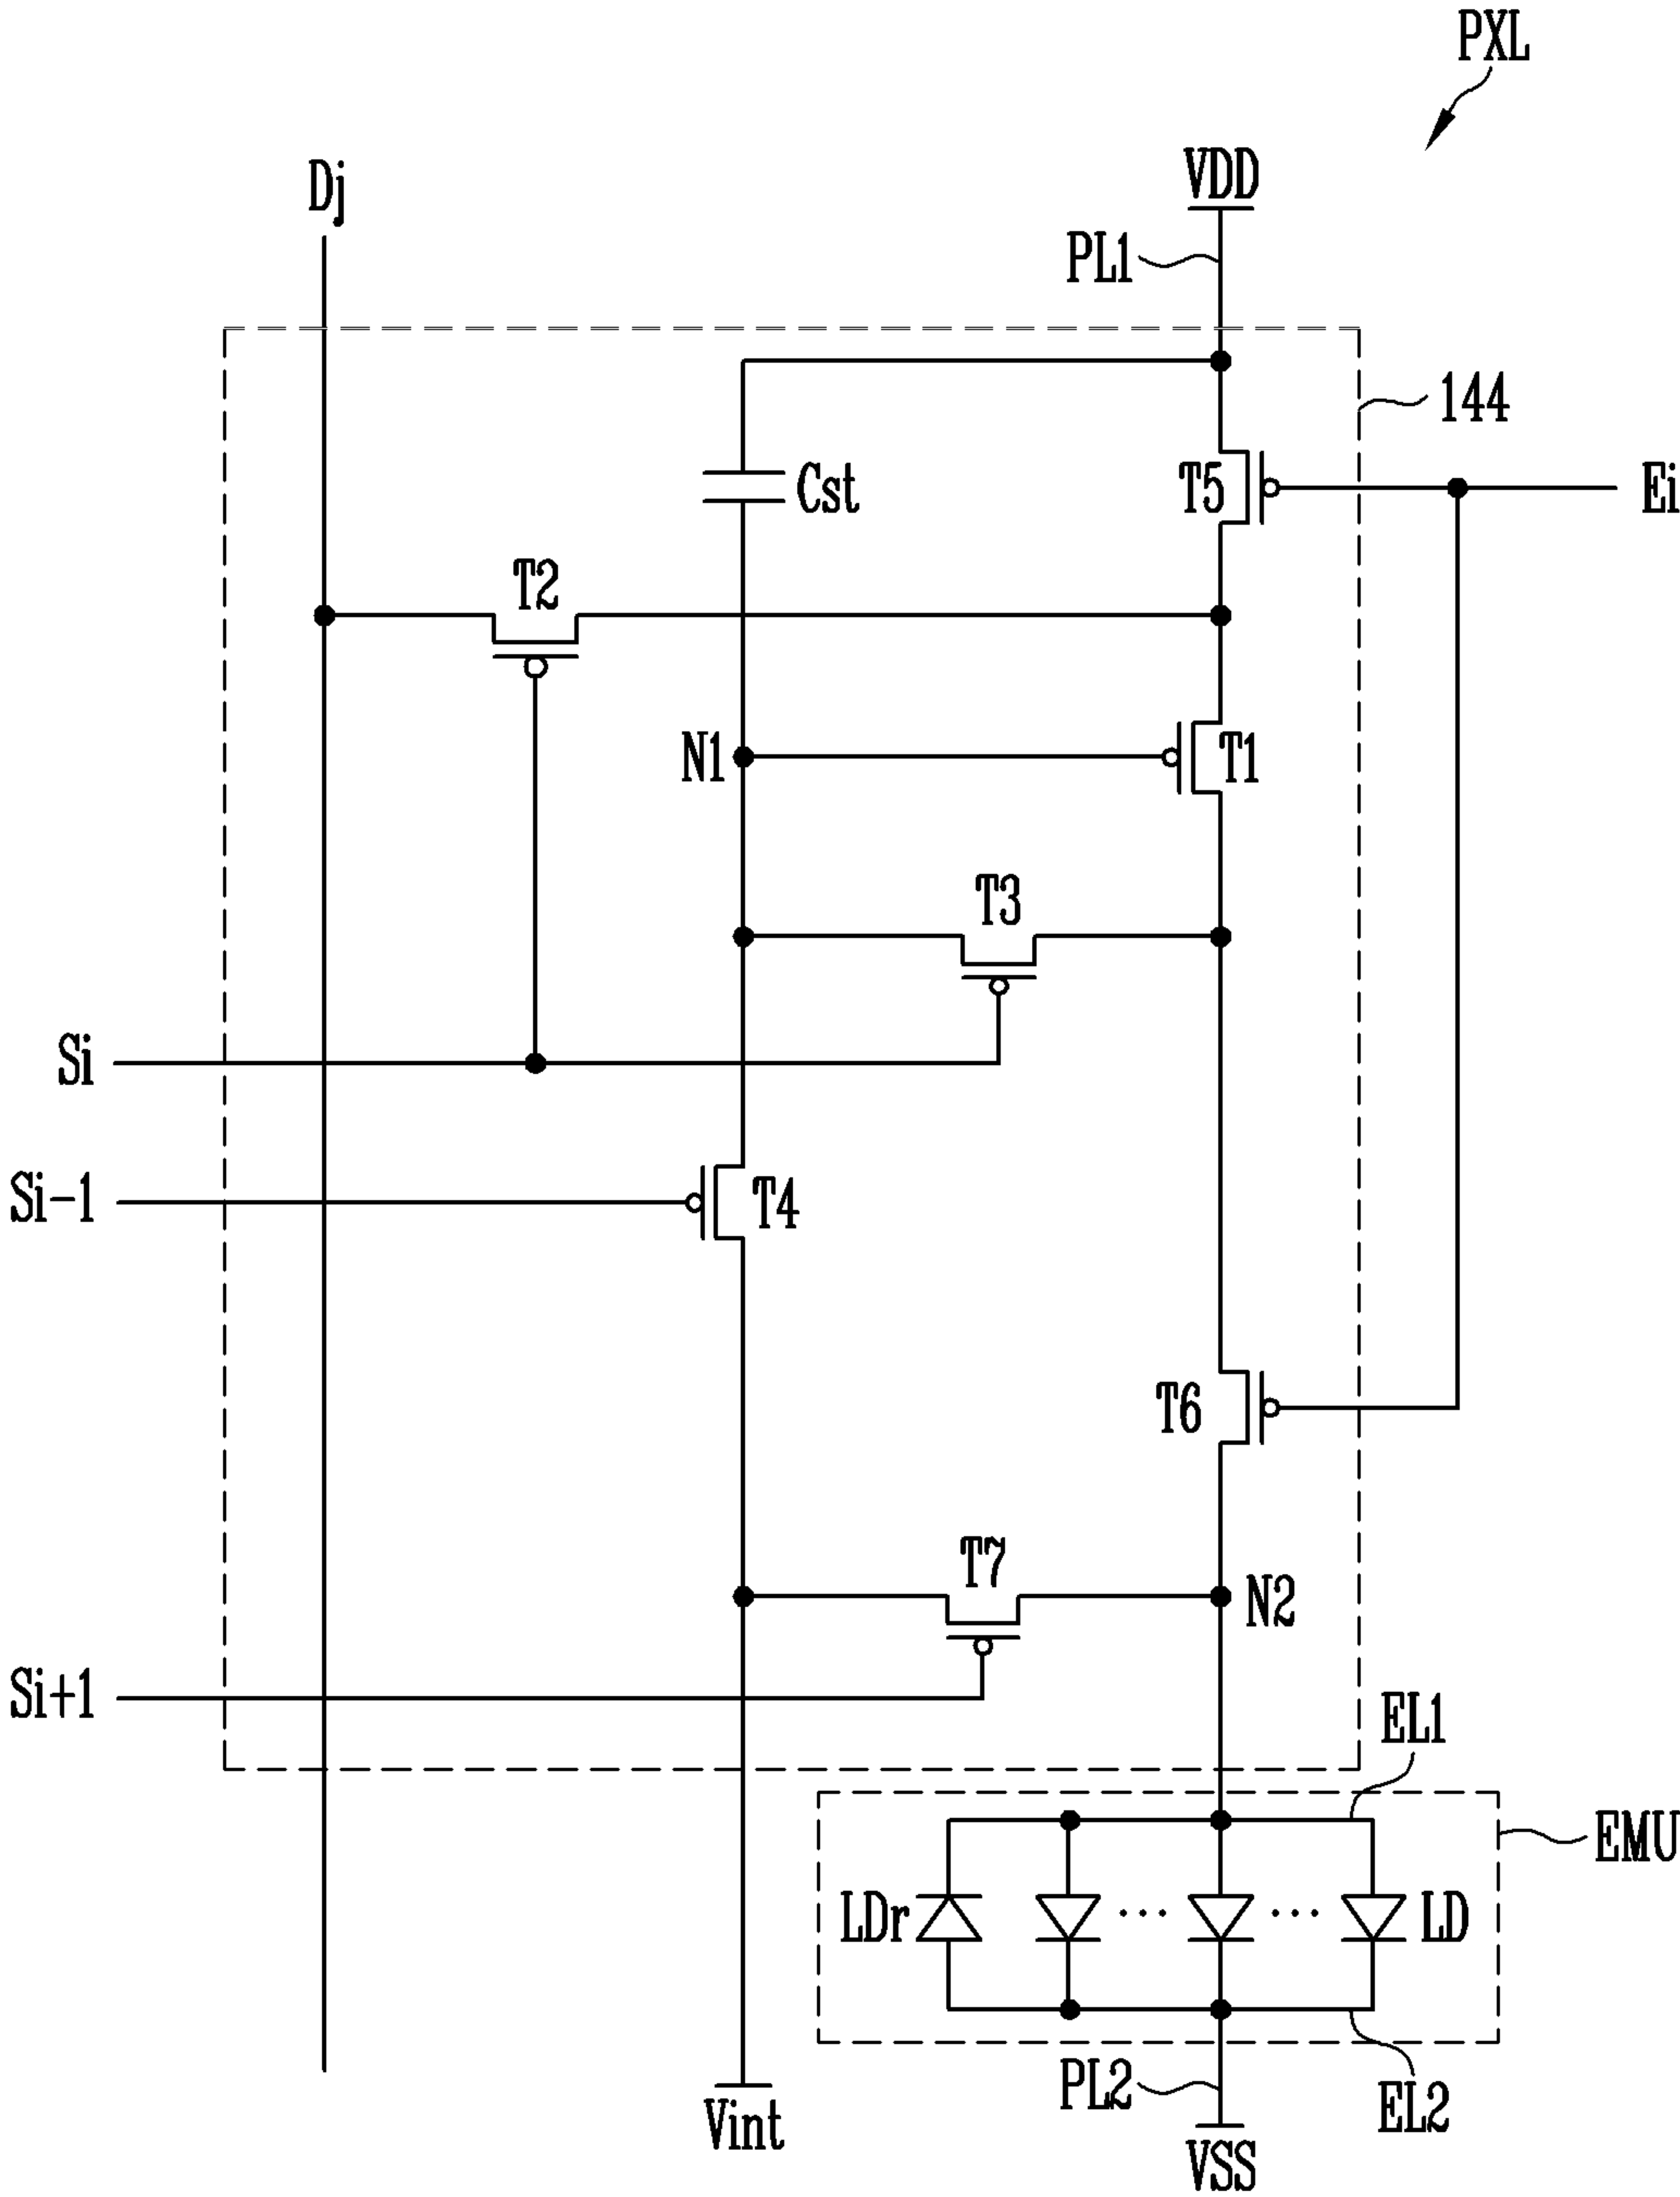 PXL
Dj
VDD
PL1
144
Cst
T5
Ei
T2
N1
T1
T3
Si
Si-1
T4
T6
T7
N2
Si+1
EL1
EMU
LDr
...
...
LD
PL2
EL2
Vint
VSS